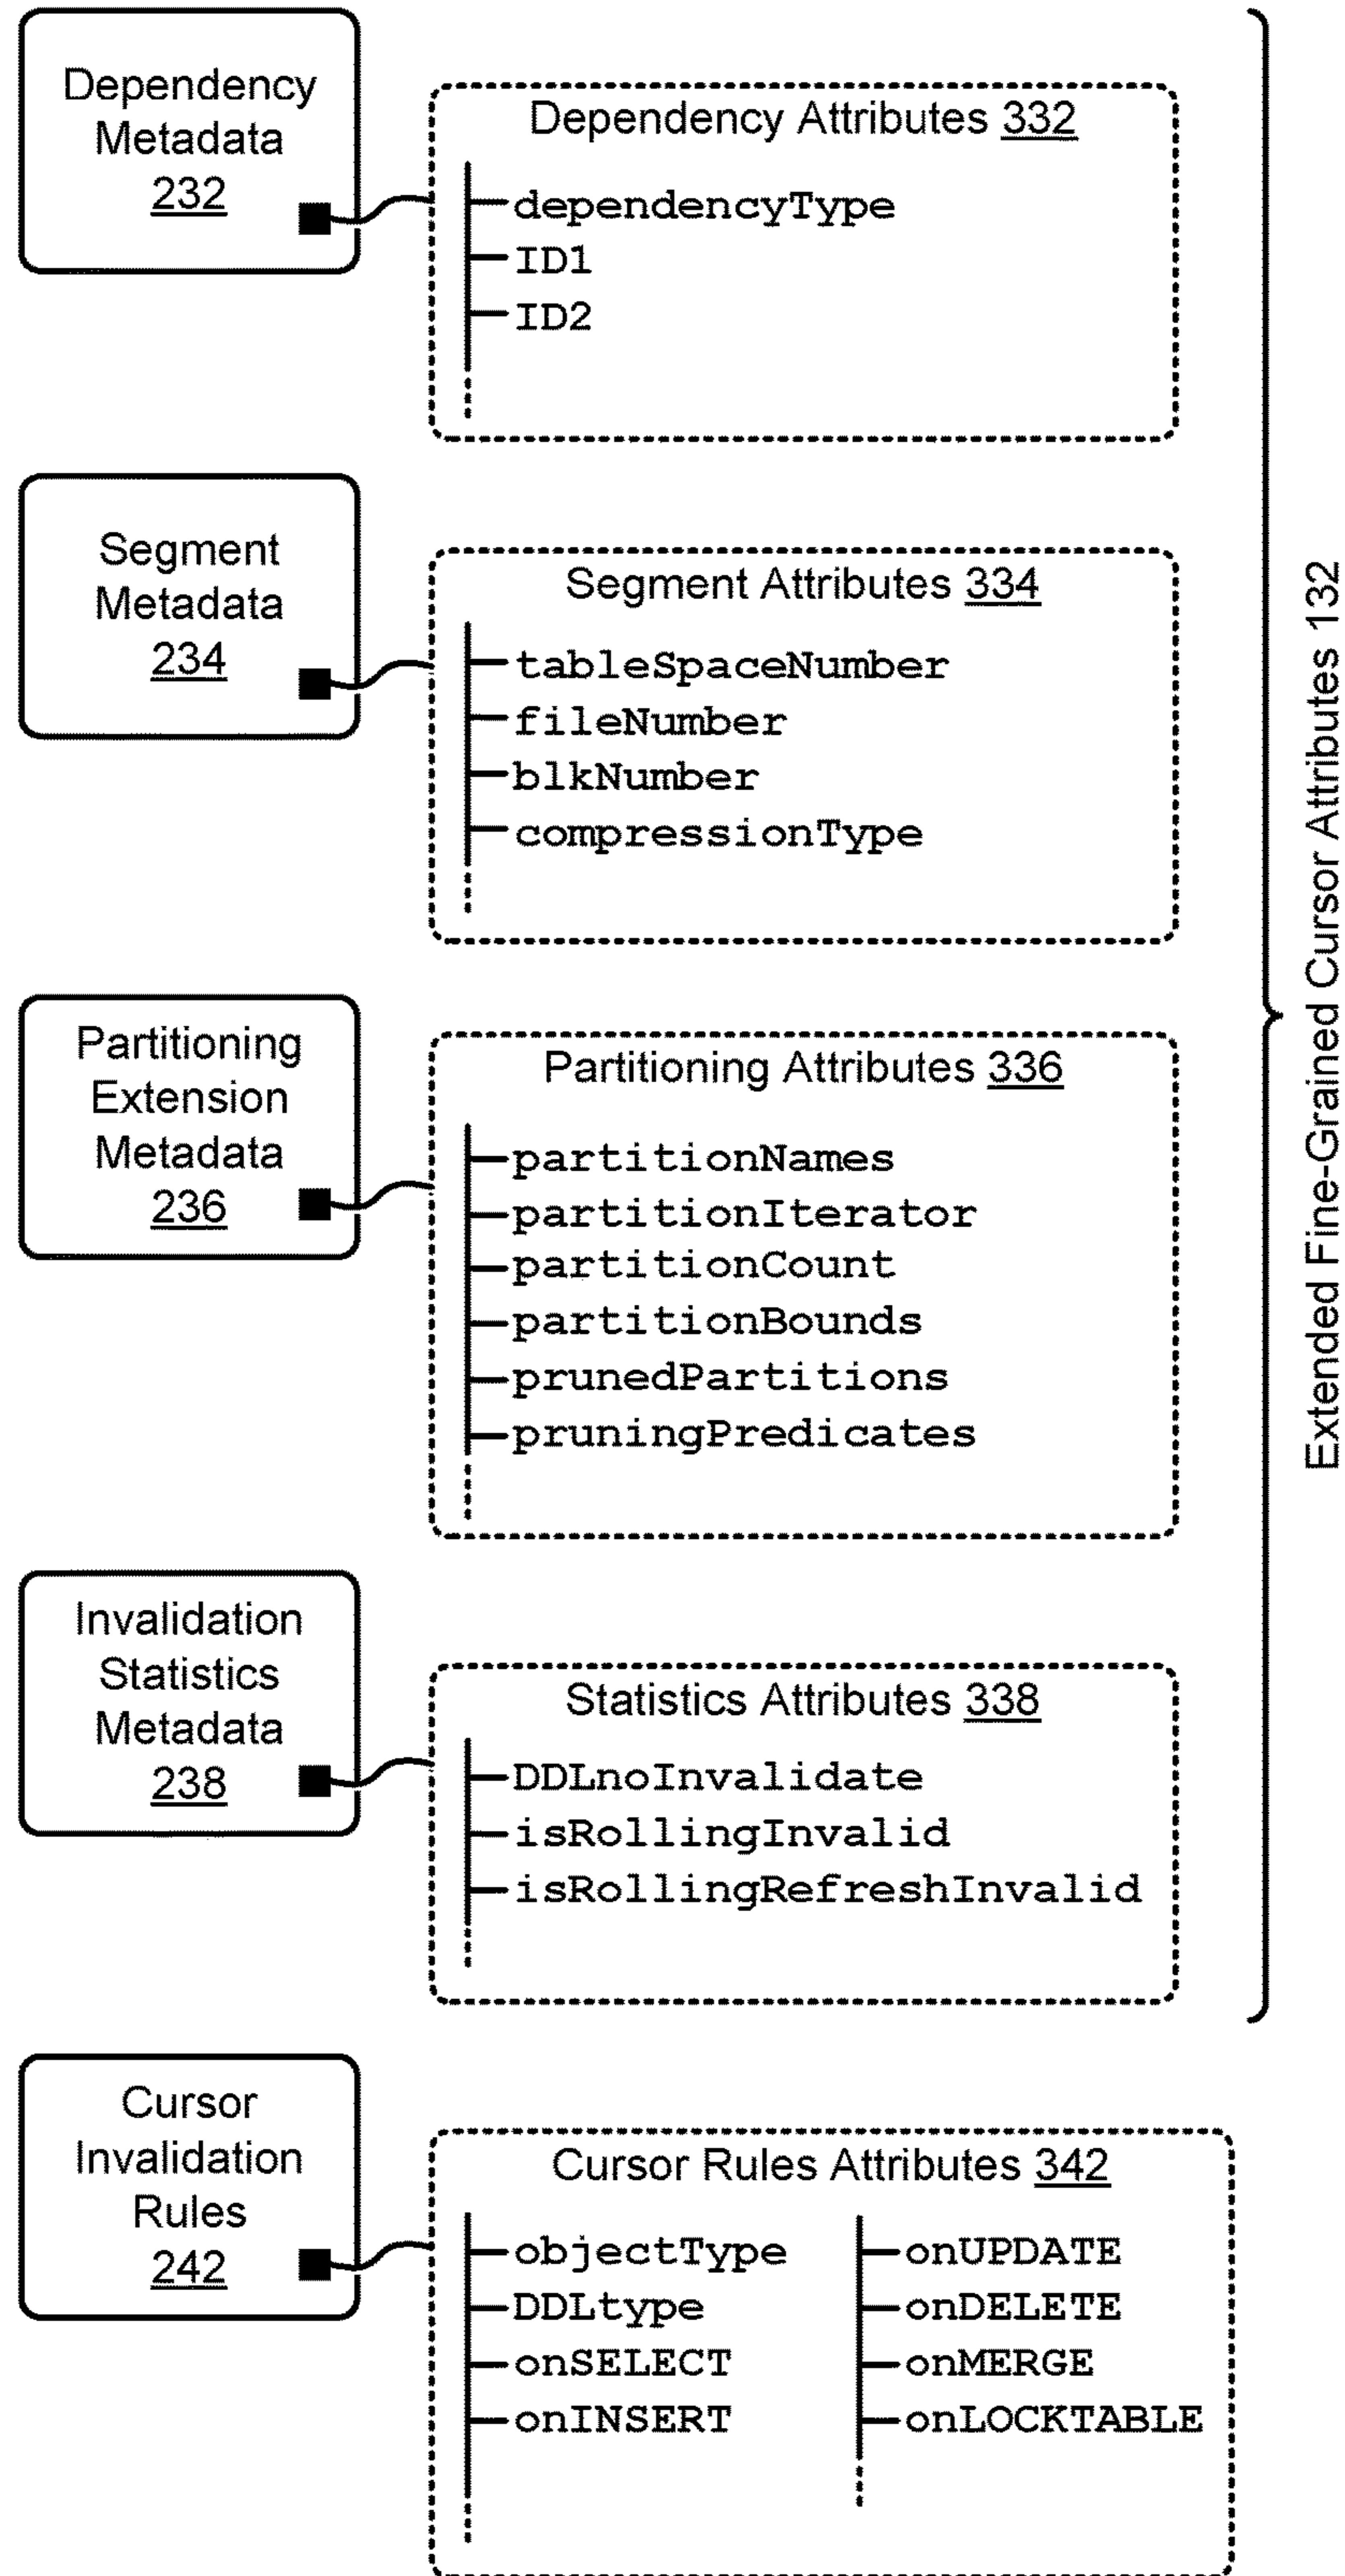 Dependency
Metadata
232
Dependency Attributes 332
dependencyType
ID1
ID2
Segment
Metadata
234
Segment Attributes 334
tableSpaceNumber
fileNumber
blkNumber
compressionType
Partitioning
Extension
Metadata
236
Partitioning Attributes 336
partitionNames
partitionIterator
partitionCount
partitionBounds
prunedPartitions
pruningPredicates
Invalidation
Statistics
Metadata
238
Statistics Attributes 338
DDLnoInvalidate
isRollingInvalid
isRollingRefreshInvalid
Extended Fine-Grained Cursor Attributes 132
Cursor
Invalidation
Rules
242
Cursor Rules Attributes 342
objectType
DDLtype
onSELECT
onINSERT
onUPDATE
onDELETE
onMERGE
onLOCKTABLE